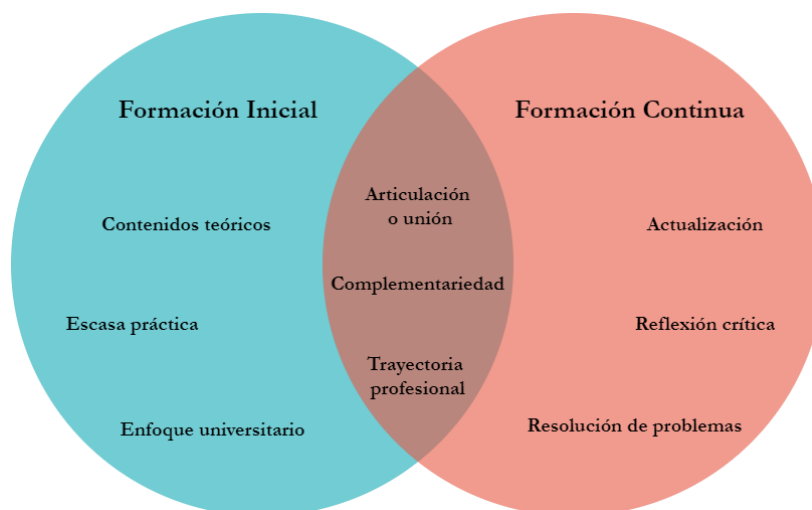 Formación Inicial
Contenidos teóricos
Escasa práctica
Enfoque universitario
Articulación
o unión
Complementariedad
Trayectoria
profesional
Formación Continua
Actualización
Reflexión crítica
Resolución de problemas